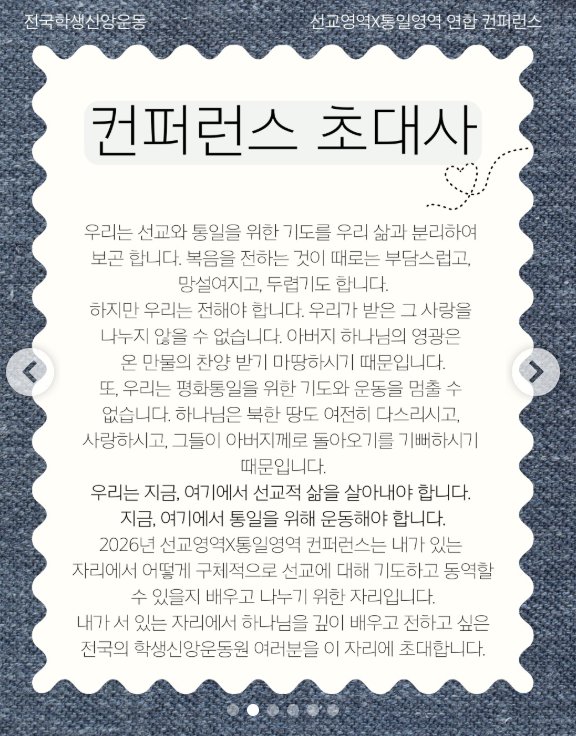 전국학생신앙운동
선교영역X통일영역 연합 컨퍼런스
컨퍼런스 초대사
우리는 선교와 통일을 위한 기도를 우리 삶과 분리하여
보곤 합니다. 복음을 전하는 것이 때로는 부담스럽고,
망설여지고, 두렵기도 합니다.
하지만 우리는 전해야 합니다. 우리가 받은 그 사랑을
나누지 않을 수 없습니다. 아버지 하나님의 영광은
온 만물의 찬양 받기 마땅하시기 때문입니다.
또, 우리는 평화통일을 위한 기도와 운동을 멈출 수
없습니다. 하나님은 북한 땅도 여전히 다스리시고,
사랑하시고, 그들이 아버지께로 돌아오기를 기뻐하시기
때문입니다.
우리는 지금, 여기에서 선교적 삶을 살아내야 합니다.
지금, 여기에서 통일을 위해 운동해야 합니다.
2026년 선교영역X통일영역 컨퍼런스는 내가 있는
자리에서 어떻게 구체적으로 선교에 대해 기도하고 동역할
수 있을지 배우고 나누기 위한 자리입니다.
내가 서 있는 자리에서 하나님을 깊이 배우고 전하고 싶은
전국의 학생신앙운동원 여러분을 이 자리에 초대합니다.